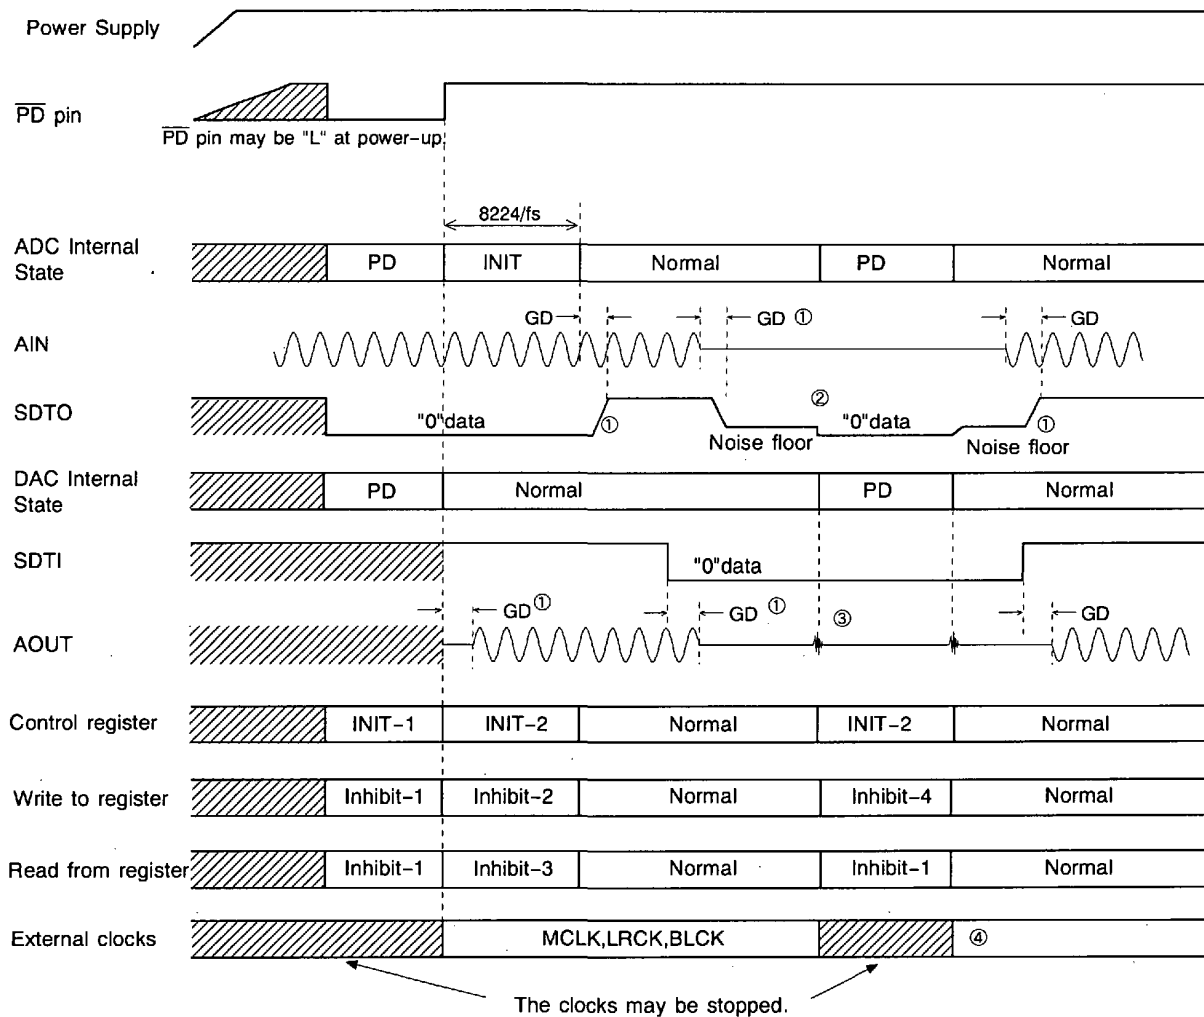 Power Supply
PD pin
PD pin may be "L" at power-up.
8224/fs
ADC Internal State
PD INIT Normal PD Normal
GD GD ① GD
AIN
SDTO
"0"data ① ② "0"data ①
Noise floor Noise floor
DAC Internal State
PD Normal PD Normal
SDTI
"0"data
GD ① GD ① ③ GD
AOUT
Control register INIT-1 INIT-2 Normal INIT-2 Normal
Write to register Inhibit-1 Inhibit-2 Normal Inhibit-4 Normal
Read from register Inhibit-1 Inhibit-3 Normal Inhibit-1 Normal
External clocks MCLK,LRCK,BLCK ④
The clocks may be stopped.